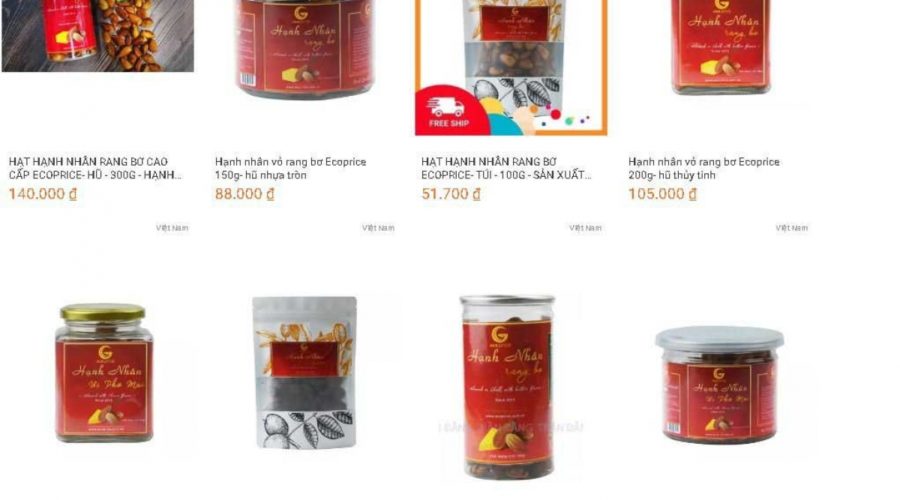 Hạnh Nhân
rang bơ
Hạnh Nhân
rang bơ
FREE SHIP
HẠT HẠNH NHÂN RANG BƠ CAO
CẤP ECOPRICE- HŨ - 300G - HẠNH...
140.000 ₫
Việt Nam
Hạnh nhân vỏ rang bơ Ecoprice
150g- hũ nhựa tròn
88.000 ₫
Việt Nam
HẠT HẠNH NHÂN RANG BƠ
ECOPRICE- TÚI - 100G - SẢN XUẤT...
51.700 ₫
Việt Nam
Hạnh nhân vỏ rang bơ Ecoprice
200g- hũ thủy tinh
105.000 ₫
Việt Nam
Hạnh Nhân
Vị Phô Mai
Hạnh Nhân
Hạnh Nhân
rang bơ
Hạnh Nhân
Vị Phô Mai